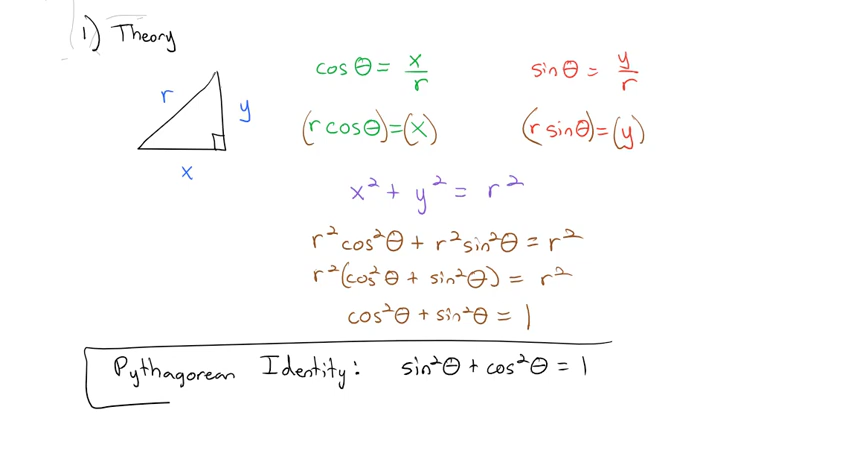 1) Theory
cos θ = x/r
sin θ = y/r
r
y
(r cos θ) = (x)
(r sin θ) = (y)
x
x² + y² = r²
r² cos² θ + r² sin² θ = r²
r² (cos² θ + sin² θ) = r²
cos² θ + sin² θ = 1
Pythagorean Identity: sin² θ + cos² θ = 1